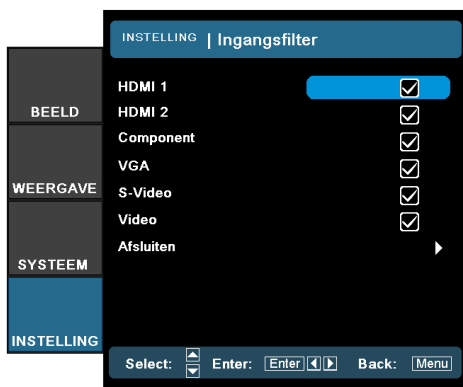 INSTELLING | Ingangsfilter
BEELD
WEERGAVE
SYSTEEM
INSTELLING
HDMI 1
HDMI 2
Component
VGA
S-Video
Video
Afsluiten
Select: Enter: Enter Back: Menu